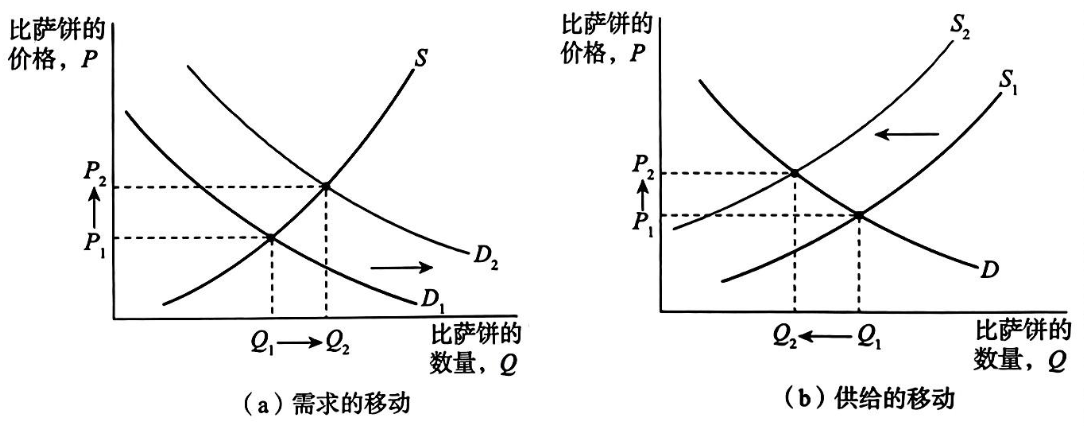 比萨饼的
价格，P
S
P₂
P₁
D₂
D₁
Q₁
Q₂
比萨饼的
数量，Q
（a）需求的移动
比萨饼的
价格，P
S₂
S₁
P₂
P₁
D
Q₂
Q₁
比萨饼的
数量，Q
（b）供给的移动